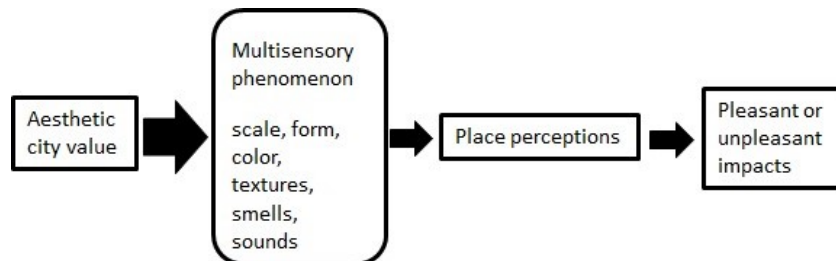 Aesthetic
city value
Multisensory
phenomenon
scale, form,
color,
textures,
smells,
sounds
Place perceptions
Pleasant or
unpleasant
impacts